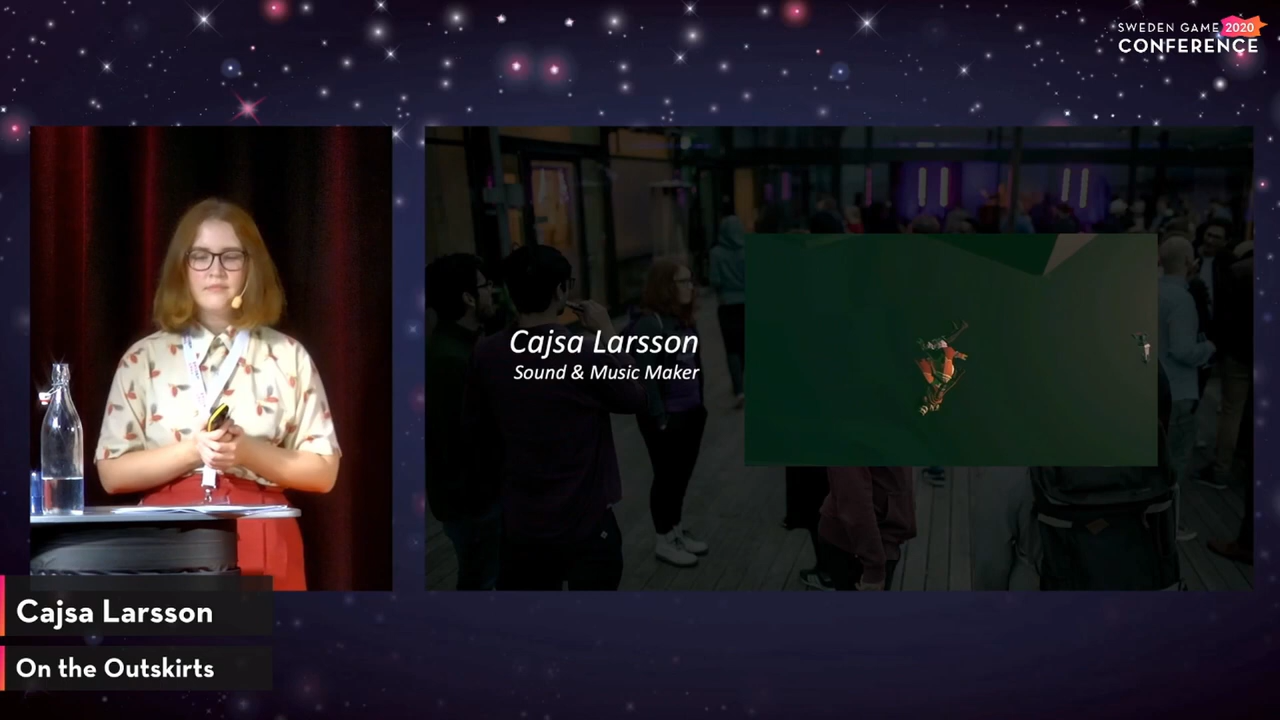 SWEDEN GAME 2020
CONFERENCE
Cajsa Larsson
Sound & Music Maker
Cajsa Larsson
On the Outskirts